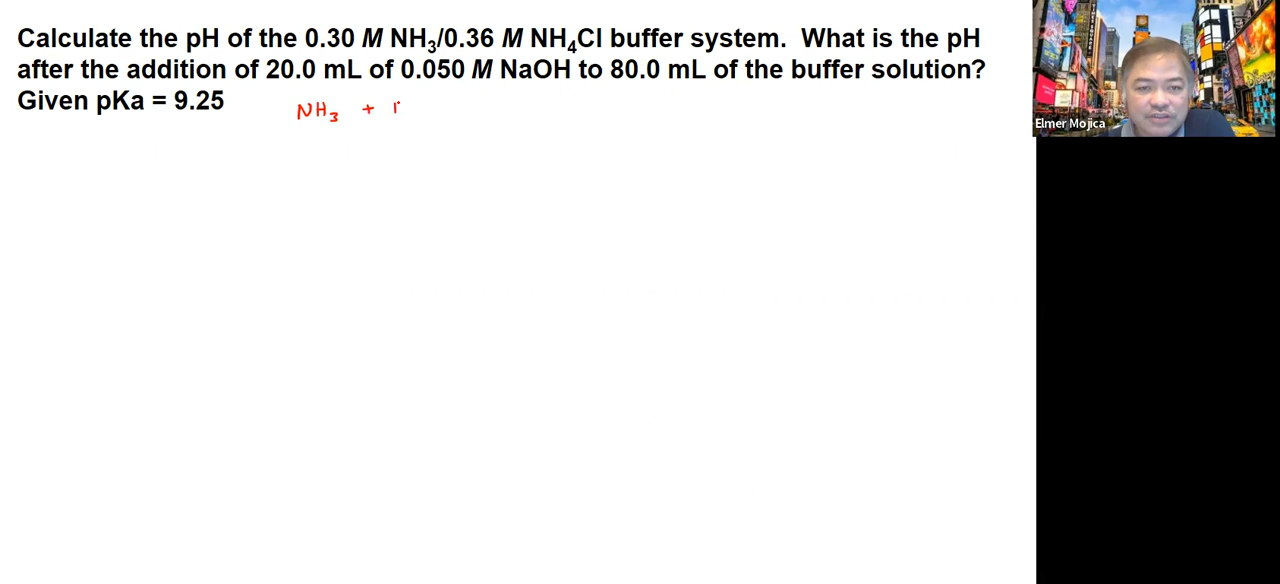 Calculate the pH of the 0.30 M NH₃/0.36 M NH₄Cl buffer system. What is the pH
after the addition of 20.0 mL of 0.050 M NaOH to 80.0 mL of the buffer solution?
Given pKa = 9.25
NH₃ +
Elmer Mojica